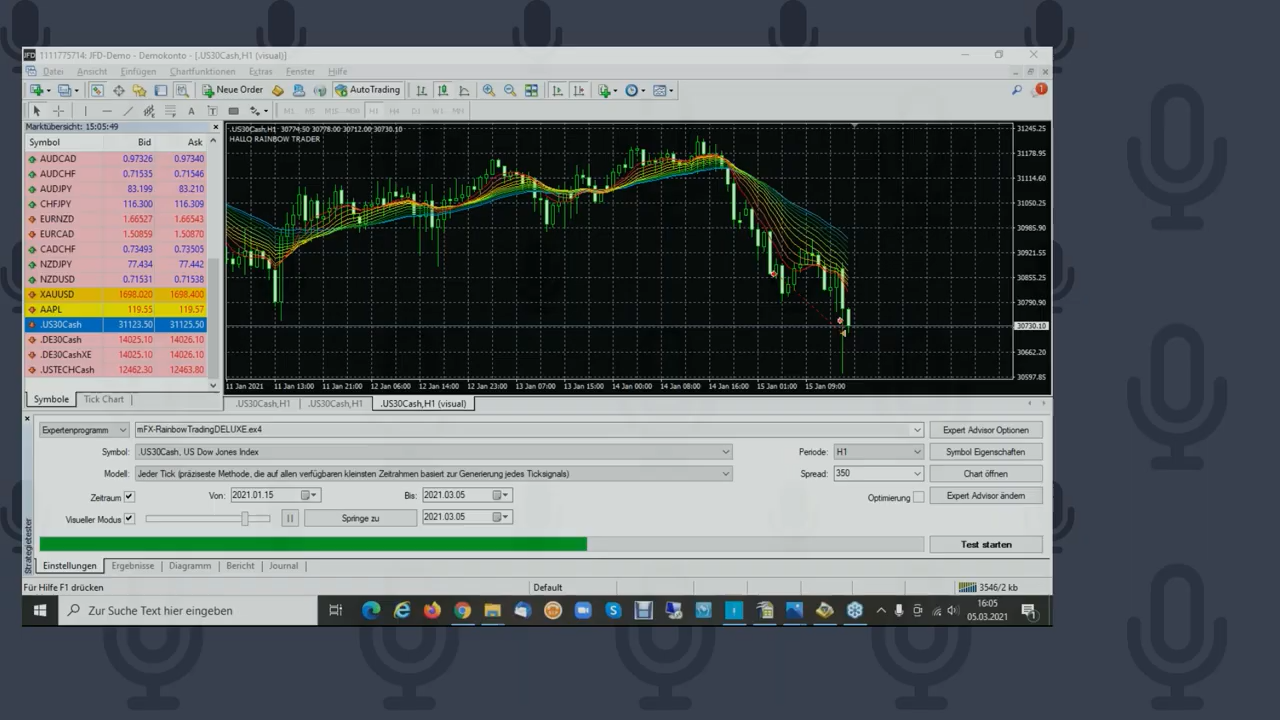 1111775714: JFD-Demo - Demokonto - [.US30Cash,H1 (visual)]
Datei Ansicht Einfügen Chartfunktionen Extras Fenster Hilfe
Neue Order AutoTrading 1
A T M1 M5 M15 M30 H1 H4 D1 W1 MN
Marktübersicht: 15:05:49
Symbol Bid Ask
AUDCAD 0.97326 0.97340
AUDCHF 0.71535 0.71546
AUDJPY 83.199 83.210
CHFJPY 116.300 116.309
EURNZD 1.66527 1.66543
EURCAD 1.50859 1.50870
CADCHF 0.73493 0.73505
NZDJPY 77.434 77.442
NZDUSD 0.71531 0.71538
XAUUSD 1698.020 1698.400
AAPL 119.55 119.57
.US30Cash 31123.50 31125.50
.DE30Cash 14025.10 14026.10
.DE30CashXE 14025.10 14026.10
.USTECHCash 12462.30 12463.80
Symbole Tick Chart
.US30Cash,H1 30774.50 30778.00 30712.00 30730.10
HALLO RAINBOW TRADER
31245.25
31178.95
31114.60
31050.25
30985.90
30921.55
30855.25
30790.90
30730.10
30662.20
30597.85
11 Jan 2021 11 Jan 13:00 11 Jan 21:00 12 Jan 06:00 12 Jan 14:00 12 Jan 23:00 13 Jan 07:00 13 Jan 15:00 14 Jan 00:00 14 Jan 08:00 14 Jan 16:00 15 Jan 01:00 15 Jan 09:00
.US30Cash,H1 .US30Cash,H1 .US30Cash,H1 (visual)
Expertenprogramm mFX-RainbowTradingDELUXE.ex4 Expert Advisor Optionen
Symbol: .US30Cash, US Dow Jones Index Periode: H1 Symbol Eigenschaften
Modell: Jeder Tick (präziseste Methode, die auf allen verfügbaren kleinsten Zeitrahmen basiert zur Generierung jedes Ticksignals) Spread: 350 Chart öffnen
Zeitraum Von: 2021.01.15 Bis: 2021.03.05 Optimierung Expert Advisor ändern
Visueller Modus Springe zu 2021.03.05
Test starten
Strategietester
Einstellungen Ergebnisse Diagramm Bericht Journal
Für Hilfe F1 drücken Default 3546/2 kb
Zur Suche Text hier eingeben
16:05
05.03.2021
1